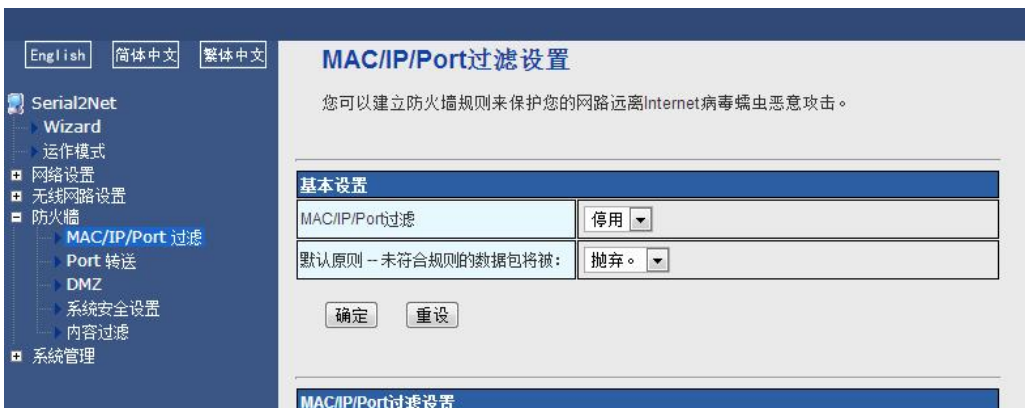 English 简体中文 繁体中文
Serial2Net
Wizard
运作模式
网络设置
无线网路设置
防火墙
MAC/IP/Port 过滤
Port 转送
DMZ
系统安全设置
内容过滤
系统管理
MAC/IP/Port过滤设置
您可以建立防火墙规则来保护您的网路远离Internet病毒蠕虫恶意攻击。
基本设置
MAC/IP/Port过滤 停用
默认原则 -- 未符合规则的数据包将被： 抛弃。
确定 重设
MAC/IP/Port过滤设置